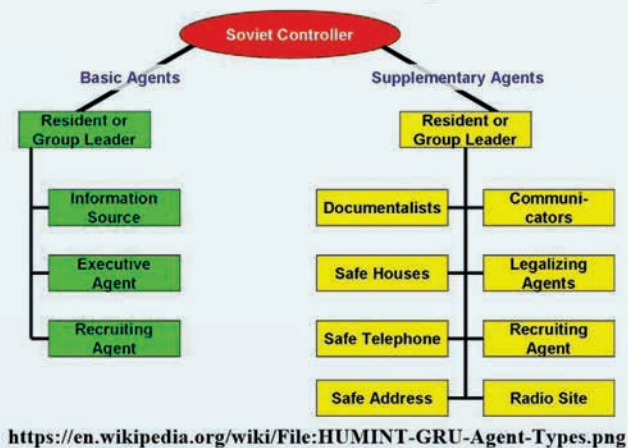 Soviet Controller
Basic Agents
Supplementary Agents
Resident or
Group Leader
Information
Source
Executive
Agent
Recruiting
Agent
Resident or
Group Leader
Documentalists
Communi-
cators
Safe Houses
Legalizing
Agents
Safe Telephone
Recruiting
Agent
Safe Address
Radio Site
https://en.wikipedia.org/wiki/File:HUMINT-GRU-Agent-Types.png